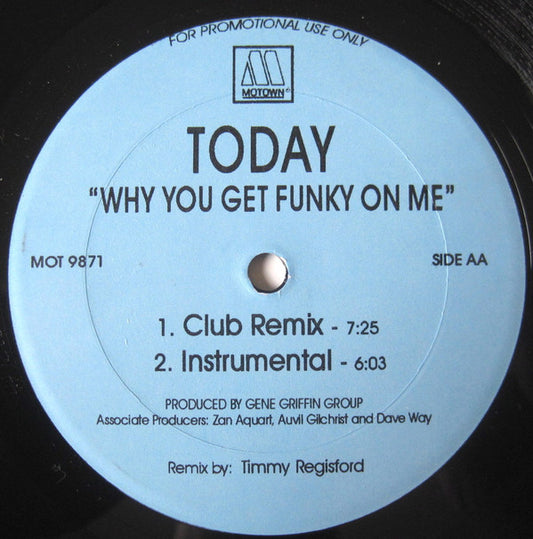 FOR PROMOTIONAL USE ONLY
MOTOWN
TODAY
"WHY YOU GET FUNKY ON ME"
MOT 9871
SIDE AA
1. Club Remix - 7:25
2. Instrumental - 6:03
PRODUCED BY GENE GRIFFIN GROUP
Associate Producers: Zan Aquart, Auvil Gilchrist and Dave Way
Remix by: Timmy Regisford